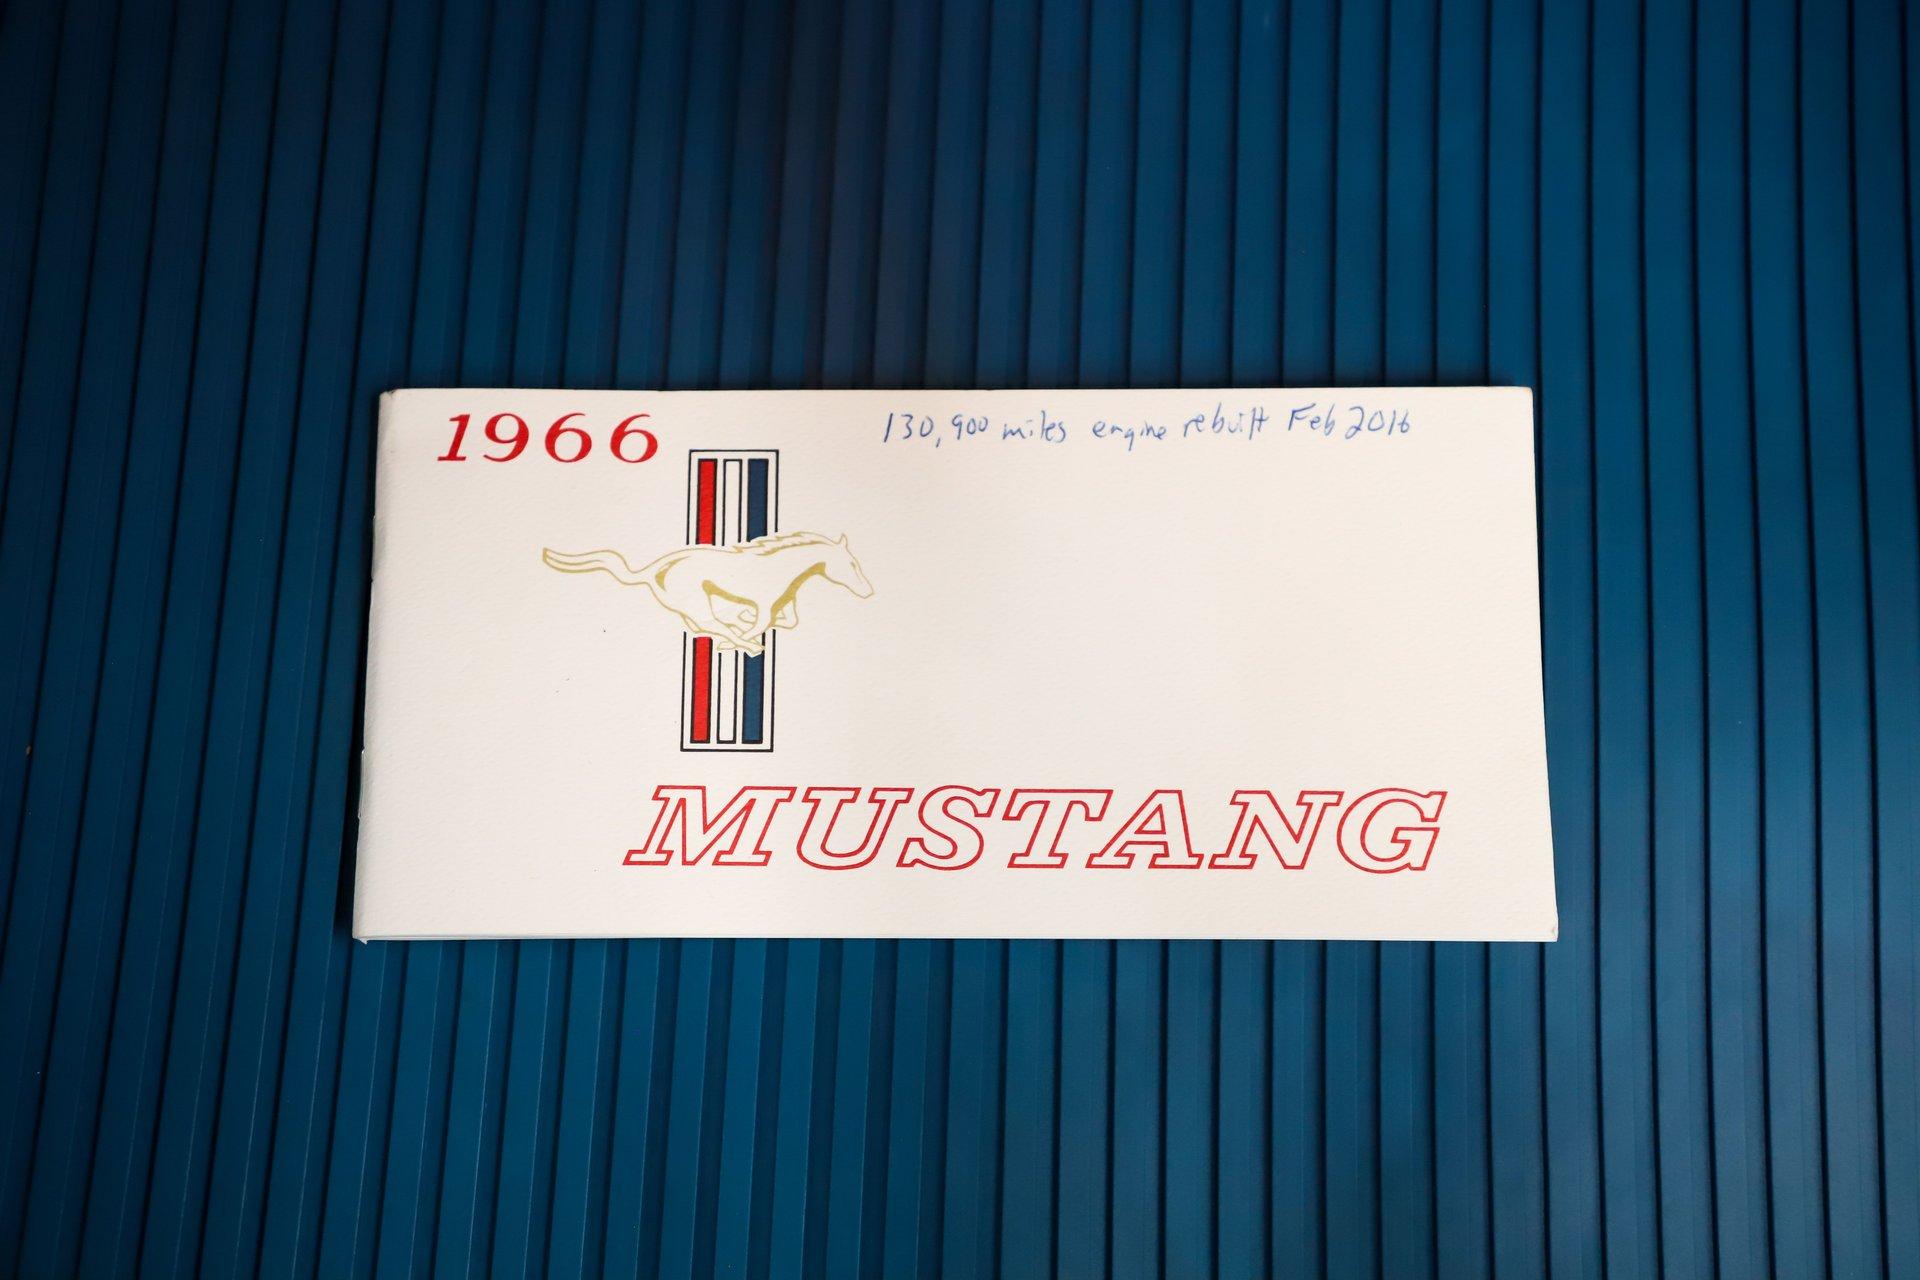 1966
130,900 miles engine rebuilt Feb 2016
MUSTANG